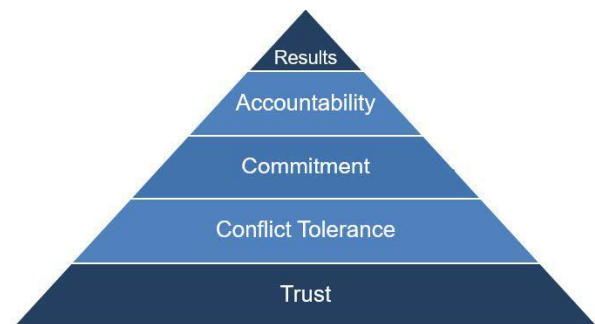 Results
Accountability
Commitment
Conflict Tolerance
Trust